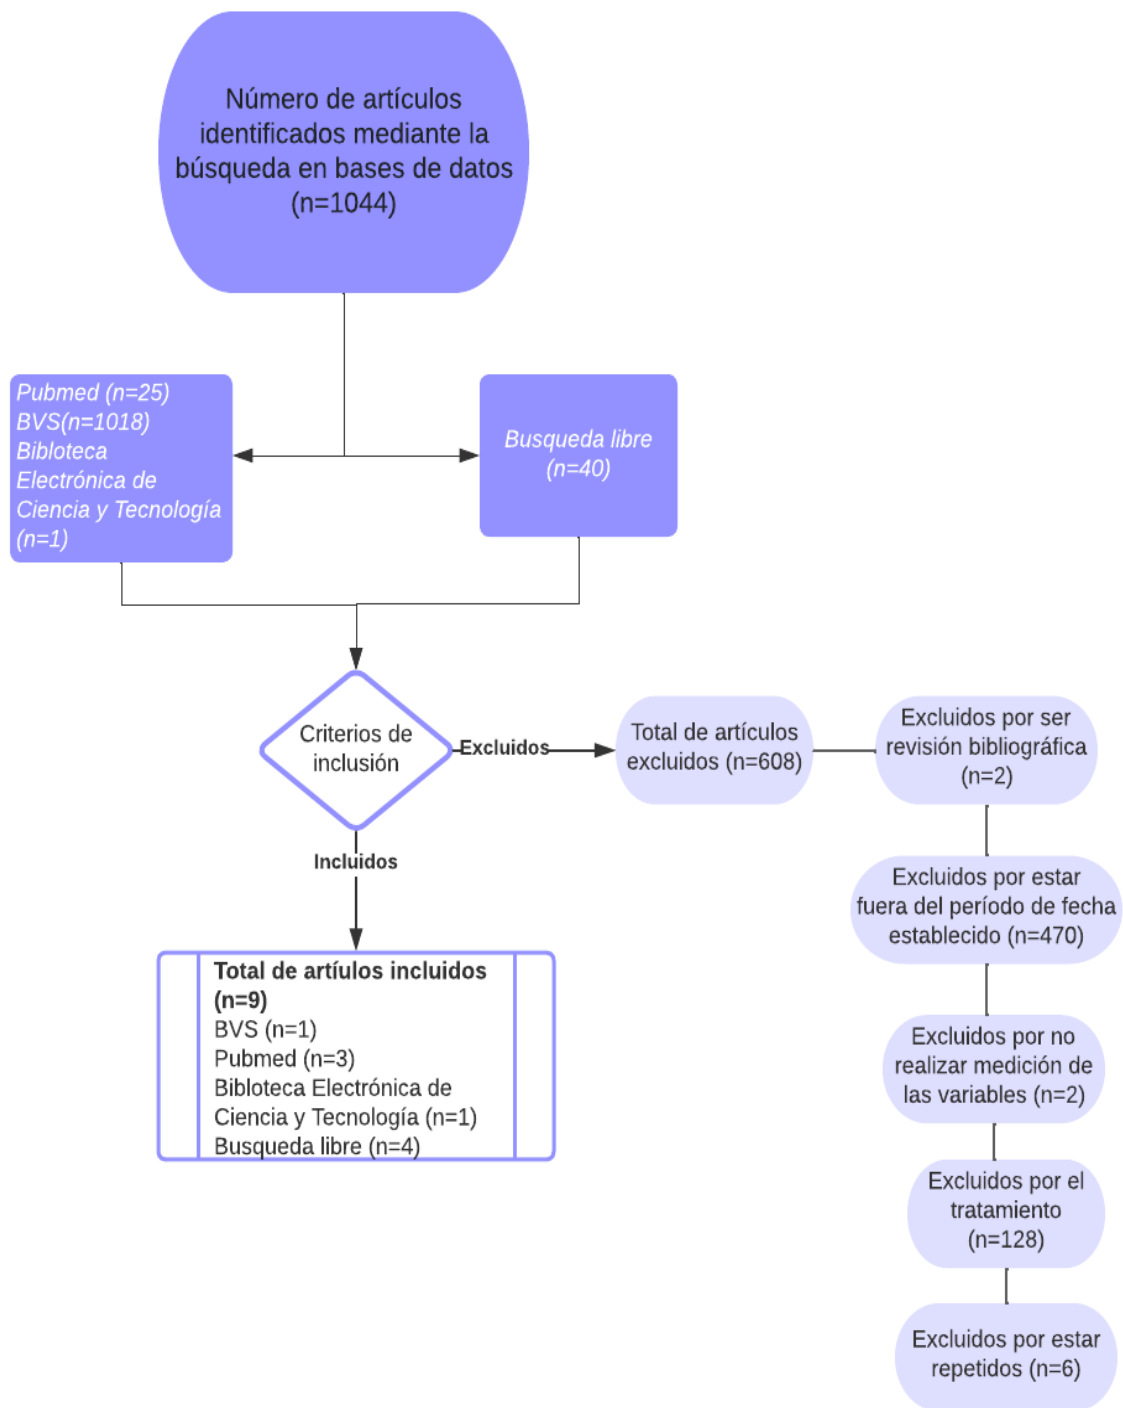 Número de artículos
identificados mediante la
búsqueda en bases de datos
(n=1044)
Pubmed (n=25)
BVS(n=1018)
Bibloteca
Electrónica de
Ciencia y Tecnología
(n=1)
Busqueda libre
(n=40)
Criterios de
inclusión
Excluidos
Total de artículos
excluidos (n=608)
Excluidos por ser
revisión bibliográfica
(n=2)
Excluidos por estar
fuera del período de fecha
establecido (n=470)
Excluidos por no
realizar medición de
las variables (n=2)
Excluidos por el
tratamiento
(n=128)
Excluidos por estar
repetidos (n=6)
Incluidos
Total de artíulos incluidos
(n=9)
BVS (n=1)
Pubmed (n=3)
Bibloteca Electrónica de
Ciencia y Tecnología (n=1)
Busqueda libre (n=4)